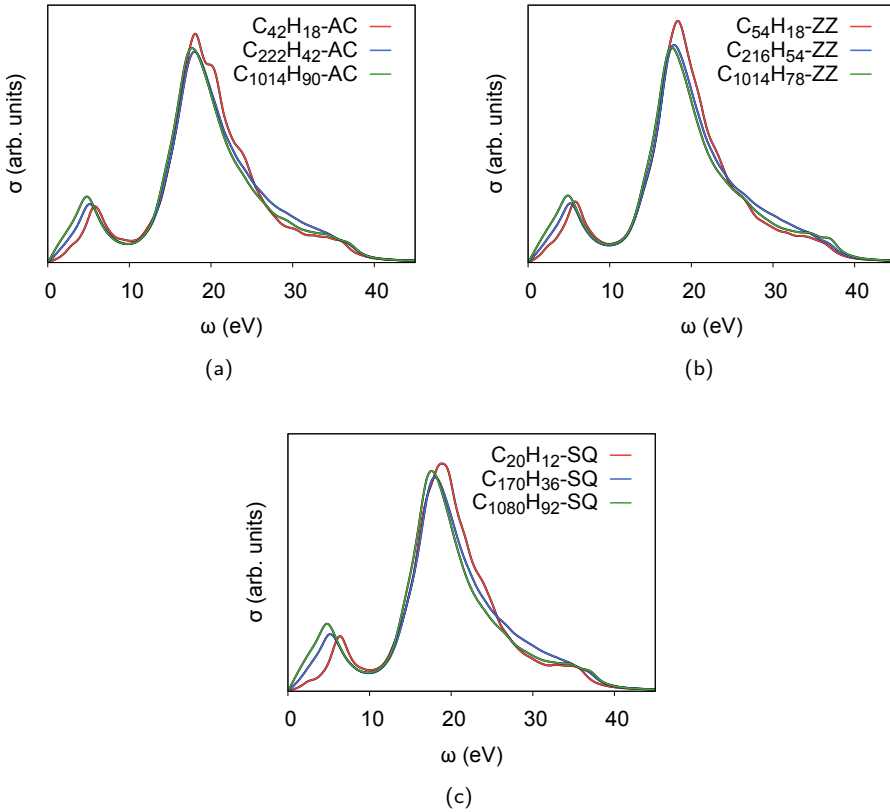 C42H18-AC
C222H42-AC
C1014H90-AC
σ (arb. units)
0 10 20 30 40
ω (eV)
(a)
C54H18-ZZ
C216H54-ZZ
C1014H78-ZZ
σ (arb. units)
0 10 20 30 40
ω (eV)
(b)
C20H12-SQ
C170H36-SQ
C1080H92-SQ
σ (arb. units)
0 10 20 30 40
ω (eV)
(c)